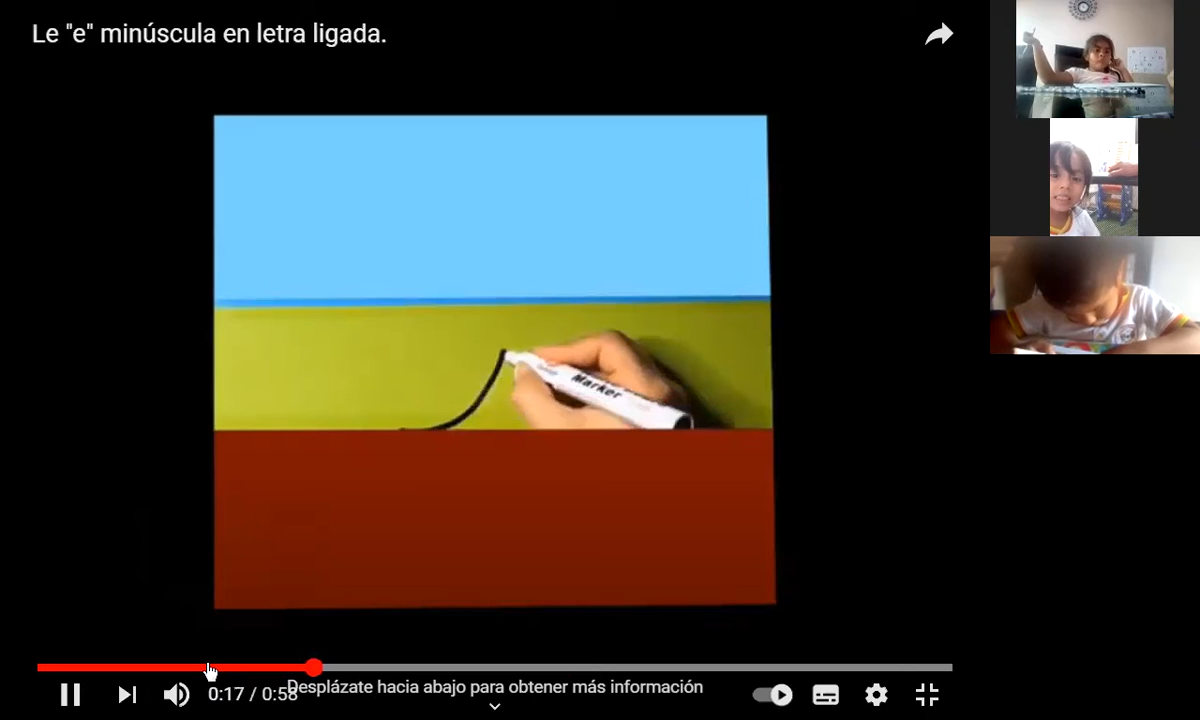 Le "e" minúscula en letra ligada.
Marker
0:17 / 0:58
Desplázate hacia abajo para obtener más información